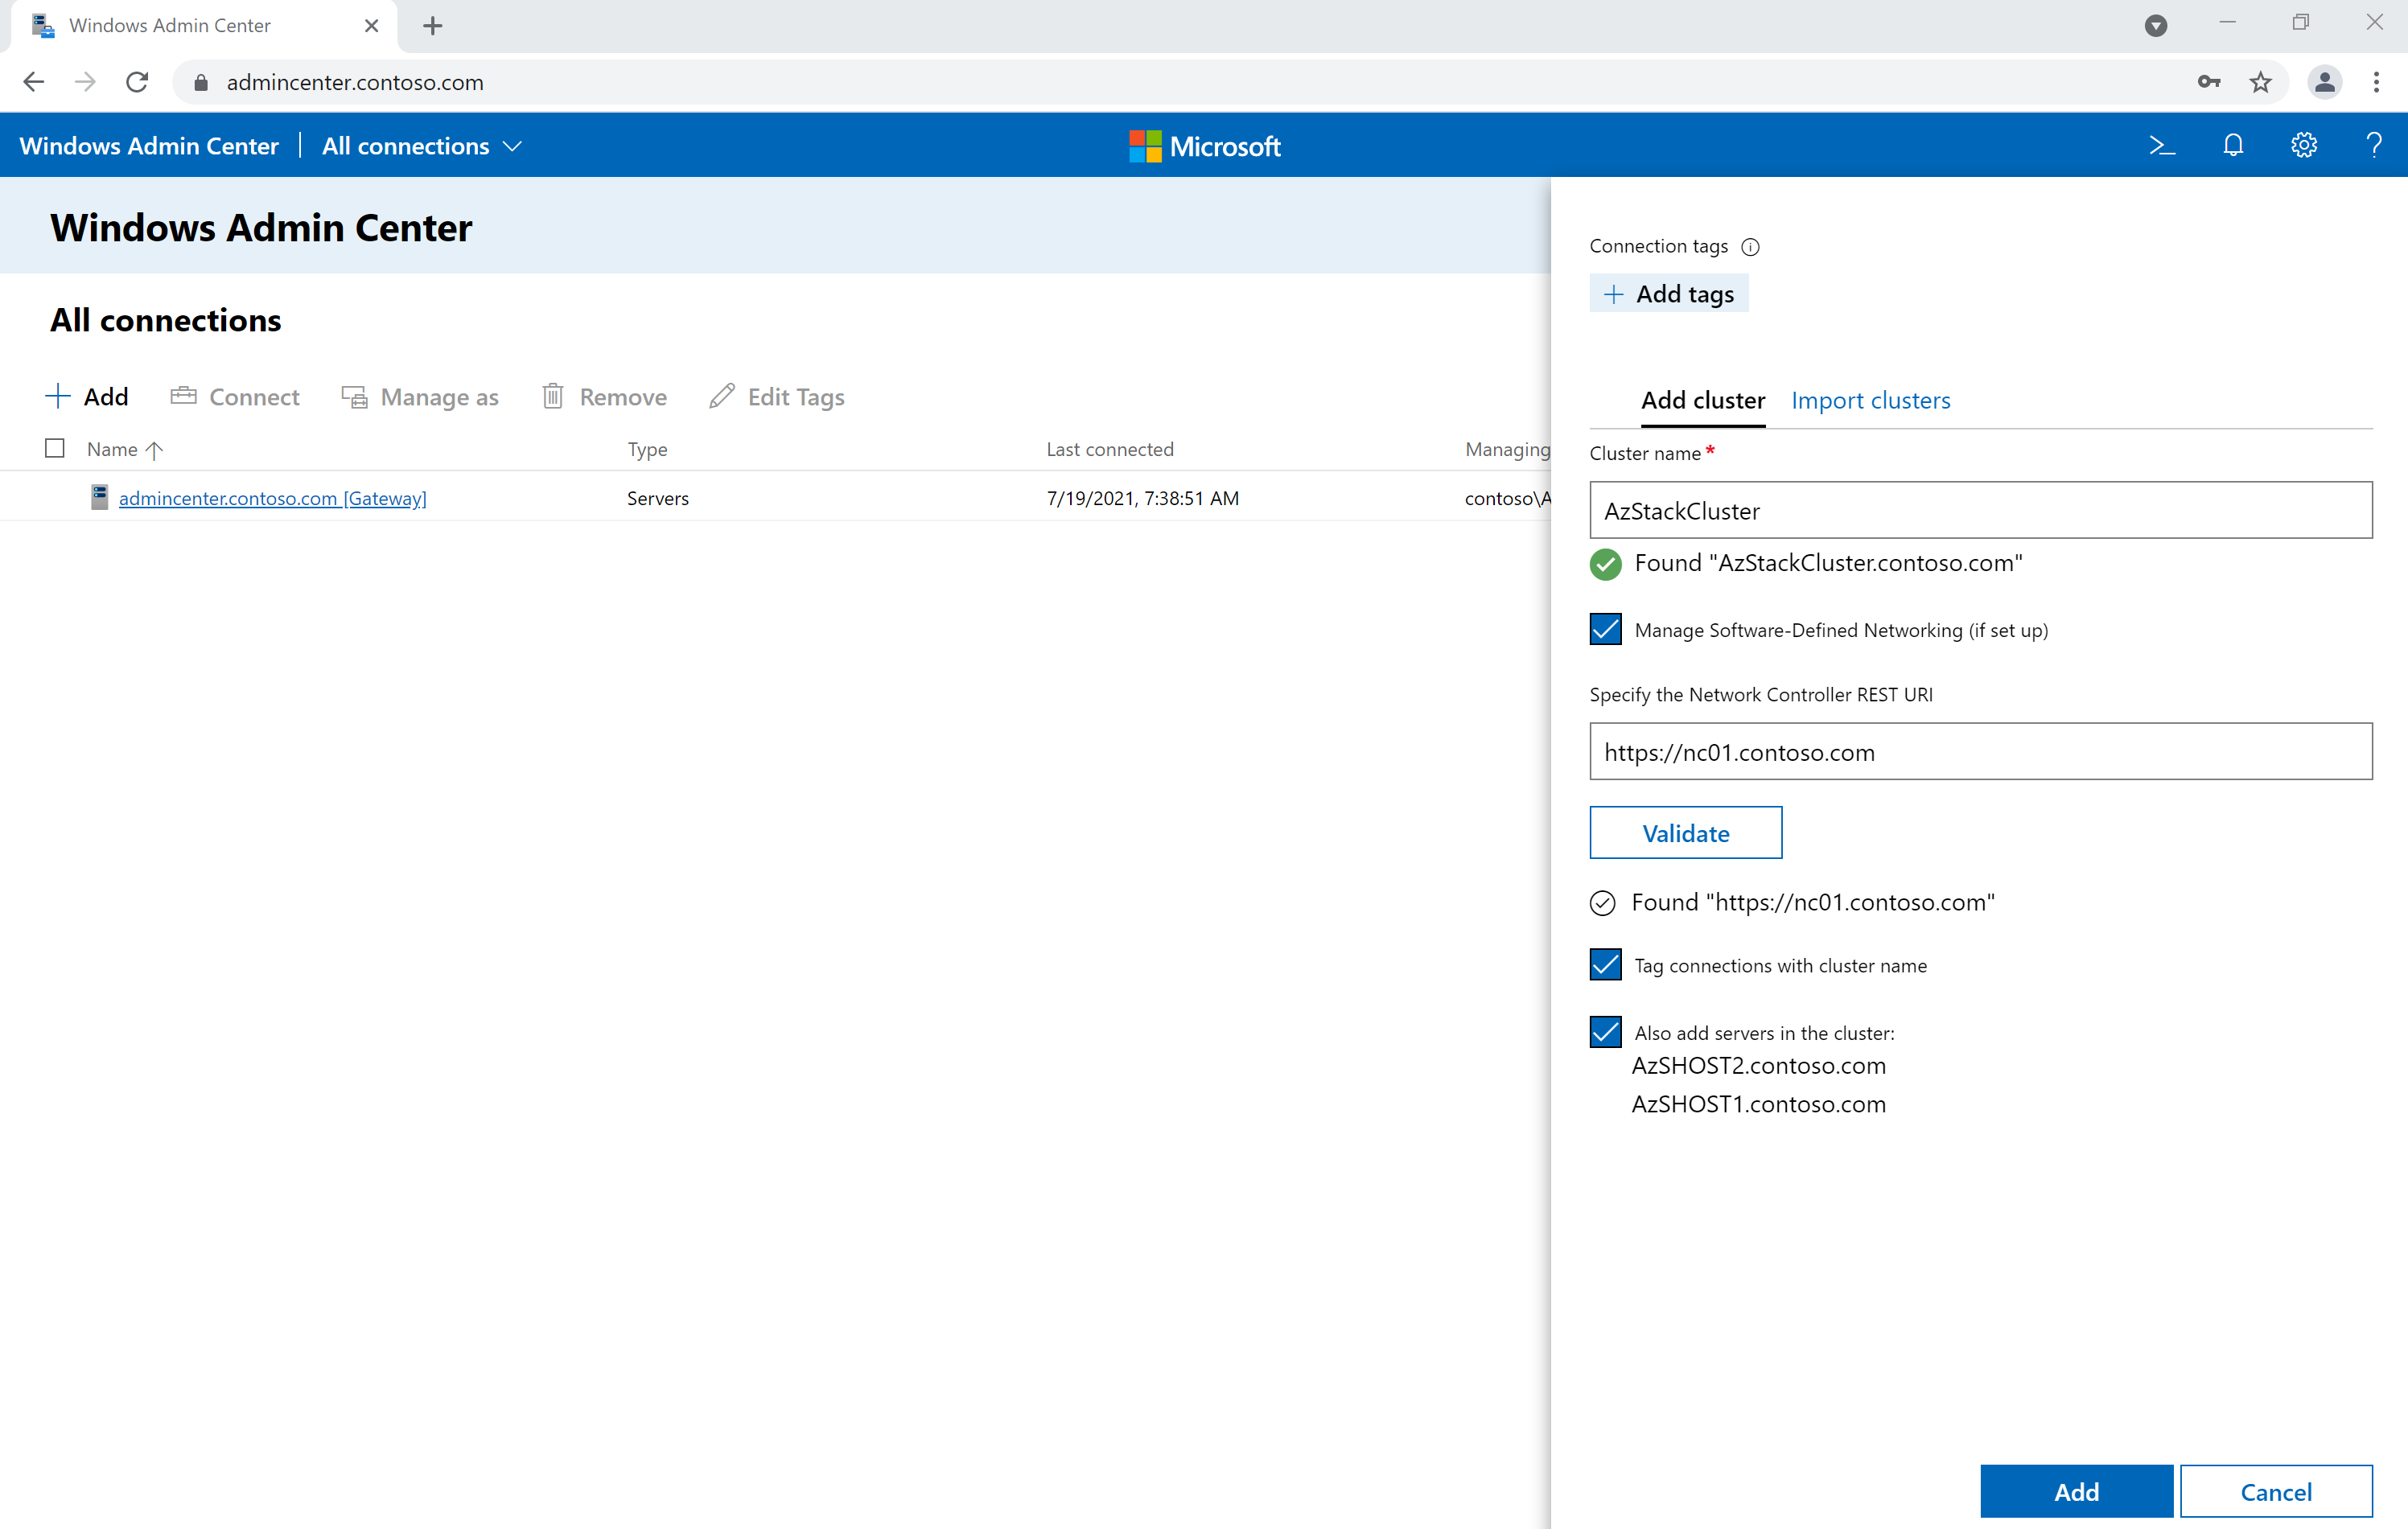 Windows Admin Center
admincenter.contoso.com
Windows Admin Center | All connections
Microsoft
Windows Admin Center
All connections
Add Connect Manage as Remove Edit Tags
Name Type Last connected Managing
admincenter.contoso.com [Gateway] Servers 7/19/2021, 7:38:51 AM contoso\A
Connection tags
Add tags
Add cluster Import clusters
Cluster name *
AzStackCluster
Found "AzStackCluster.contoso.com"
Manage Software-Defined Networking (if set up)
Specify the Network Controller REST URI
https://nc01.contoso.com
Validate
Found "https://nc01.contoso.com"
Tag connections with cluster name
Also add servers in the cluster:
AzSHOST2.contoso.com
AzSHOST1.contoso.com
Add Cancel